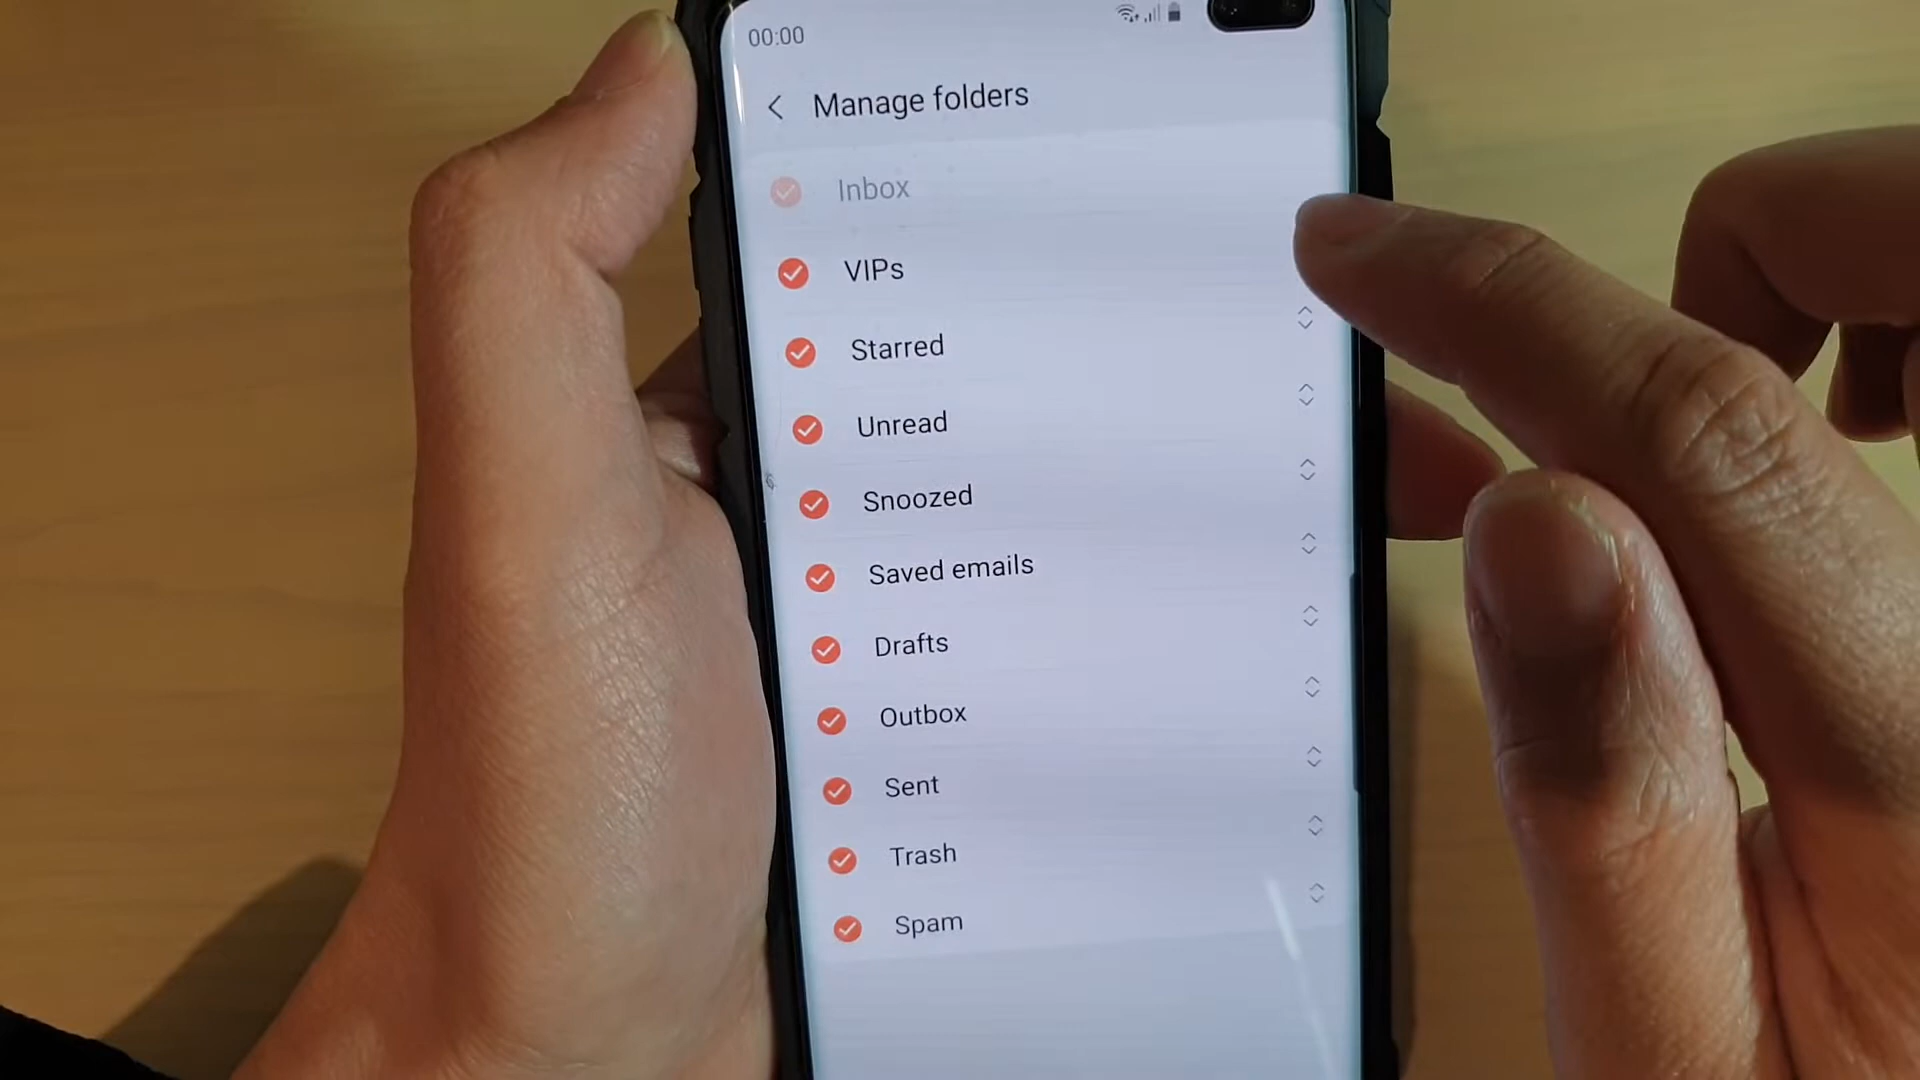 00:00
Manage folders
Inbox
VIPs
Starred
Unread
Snoozed
Saved emails
Drafts
Outbox
Sent
Trash
Spam